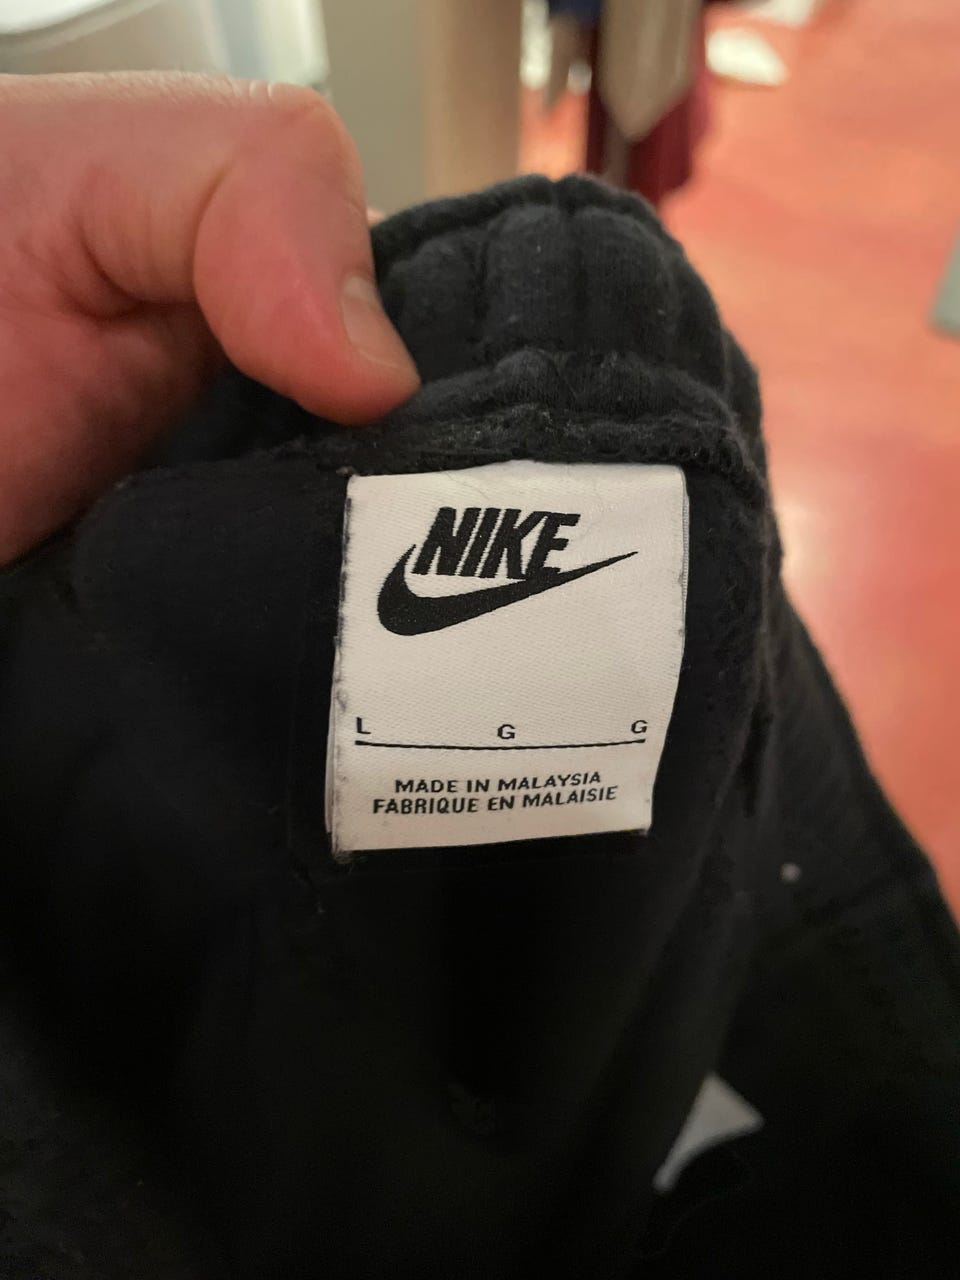 NIKE
L G G
MADE IN MALAYSIA
FABRIQUE EN MALAISIE